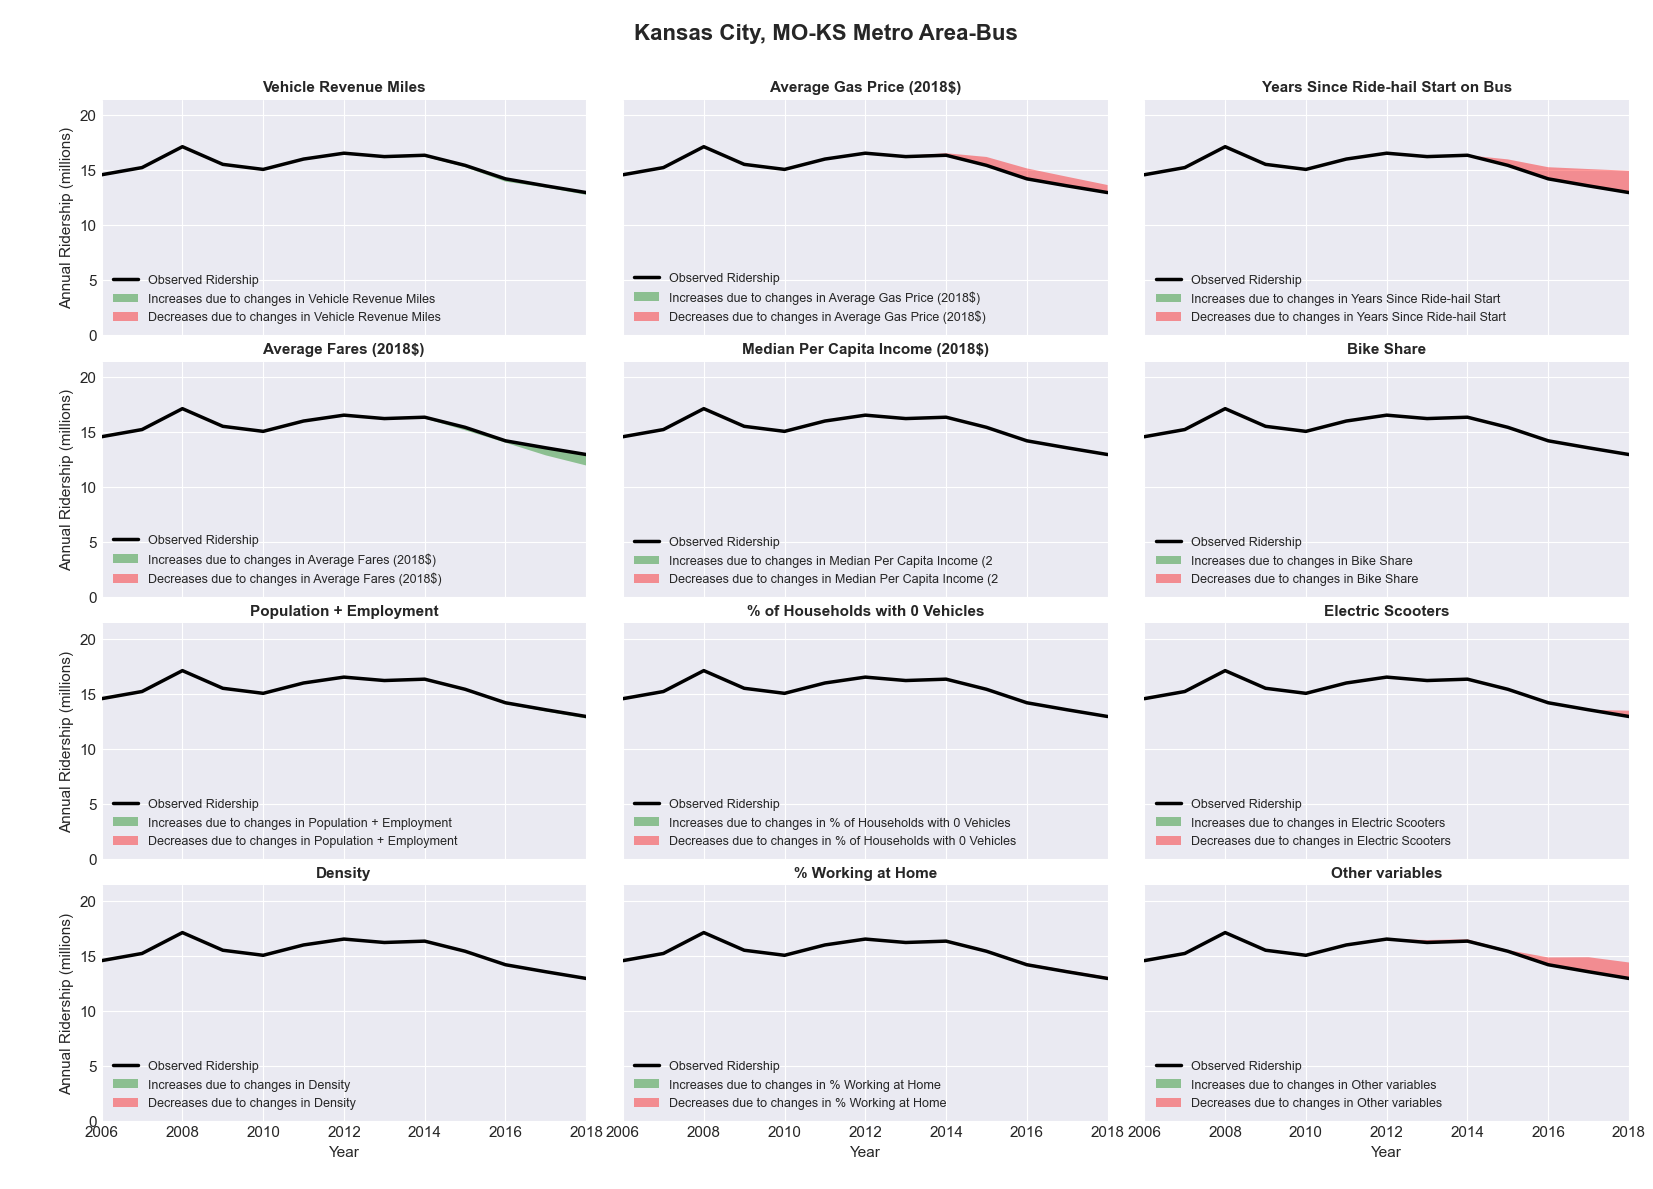 Kansas City, MO-KS Metro Area-Bus
Vehicle Revenue Miles
Annual Ridership (millions)
20
15
10
5
0
Observed Ridership
Increases due to changes in Vehicle Revenue Miles
Decreases due to changes in Vehicle Revenue Miles
Average Gas Price (2018$)
Observed Ridership
Increases due to changes in Average Gas Price (2018$)
Decreases due to changes in Average Gas Price (2018$)
Years Since Ride-hail Start on Bus
Observed Ridership
Increases due to changes in Years Since Ride-hail Start
Decreases due to changes in Years Since Ride-hail Start
Average Fares (2018$)
Annual Ridership (millions)
20
15
10
5
0
Observed Ridership
Increases due to changes in Average Fares (2018$)
Decreases due to changes in Average Fares (2018$)
Median Per Capita Income (2018$)
Observed Ridership
Increases due to changes in Median Per Capita Income (2
Decreases due to changes in Median Per Capita Income (2
Bike Share
Observed Ridership
Increases due to changes in Bike Share
Decreases due to changes in Bike Share
Population + Employment
Annual Ridership (millions)
20
15
10
5
0
Observed Ridership
Increases due to changes in Population + Employment
Decreases due to changes in Population + Employment
% of Households with 0 Vehicles
Observed Ridership
Increases due to changes in % of Households with 0 Vehicles
Decreases due to changes in % of Households with 0 Vehicles
Electric Scooters
Observed Ridership
Increases due to changes in Electric Scooters
Decreases due to changes in Electric Scooters
Density
Annual Ridership (millions)
20
15
10
5
0
Observed Ridership
Increases due to changes in Density
Decreases due to changes in Density
2006 2008 2010 2012 2014 2016 2018
Year
% Working at Home
Observed Ridership
Increases due to changes in % Working at Home
Decreases due to changes in % Working at Home
2006 2008 2010 2012 2014 2016 2018
Year
Other variables
Observed Ridership
Increases due to changes in Other variables
Decreases due to changes in Other variables
2006 2008 2010 2012 2014 2016 2018
Year